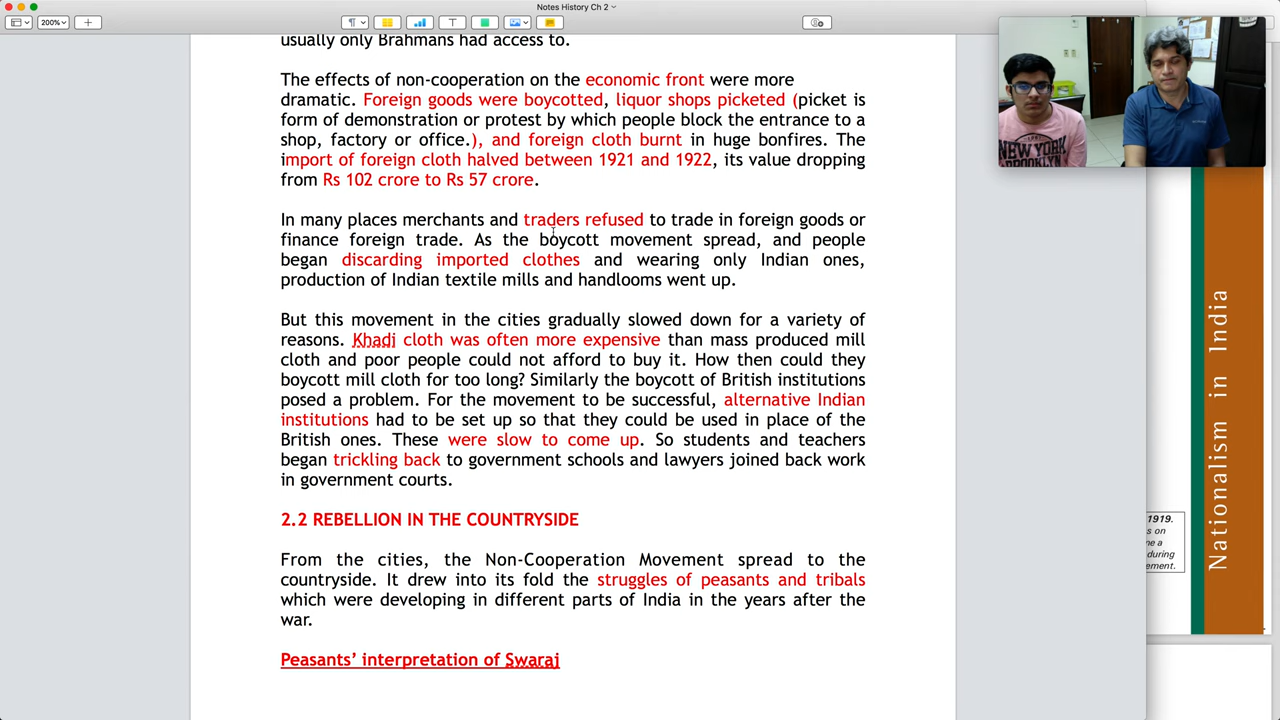 Notes History Ch 2
200%
usually only Brahmans had access to.
The effects of non-cooperation on the economic front were more
dramatic. Foreign goods were boycotted, liquor shops picketed (picket is
form of demonstration or protest by which people block the entrance to a
shop, factory or office.), and foreign cloth burnt in huge bonfires. The
import of foreign cloth halved between 1921 and 1922, its value dropping
from Rs 102 crore to Rs 57 crore.
In many places merchants and traders refused to trade in foreign goods or
finance foreign trade. As the boycott movement spread, and people
began discarding imported clothes and wearing only Indian ones,
production of Indian textile mills and handlooms went up.
But this movement in the cities gradually slowed down for a variety of
reasons. Khadi cloth was often more expensive than mass produced mill
cloth and poor people could not afford to buy it. How then could they
boycott mill cloth for too long? Similarly the boycott of British institutions
posed a problem. For the movement to be successful, alternative Indian
institutions had to be set up so that they could be used in place of the
British ones. These were slow to come up. So students and teachers
began trickling back to government schools and lawyers joined back work
in government courts.
2.2 REBELLION IN THE COUNTRYSIDE
From the cities, the Non-Cooperation Movement spread to the
countryside. It drew into its fold the struggles of peasants and tribals
which were developing in different parts of India in the years after the
war.
Peasants' interpretation of Swaraj
NEW YORK
BROOKLYN
1919.
s on
ne a
during
ement.
Nationalism in India